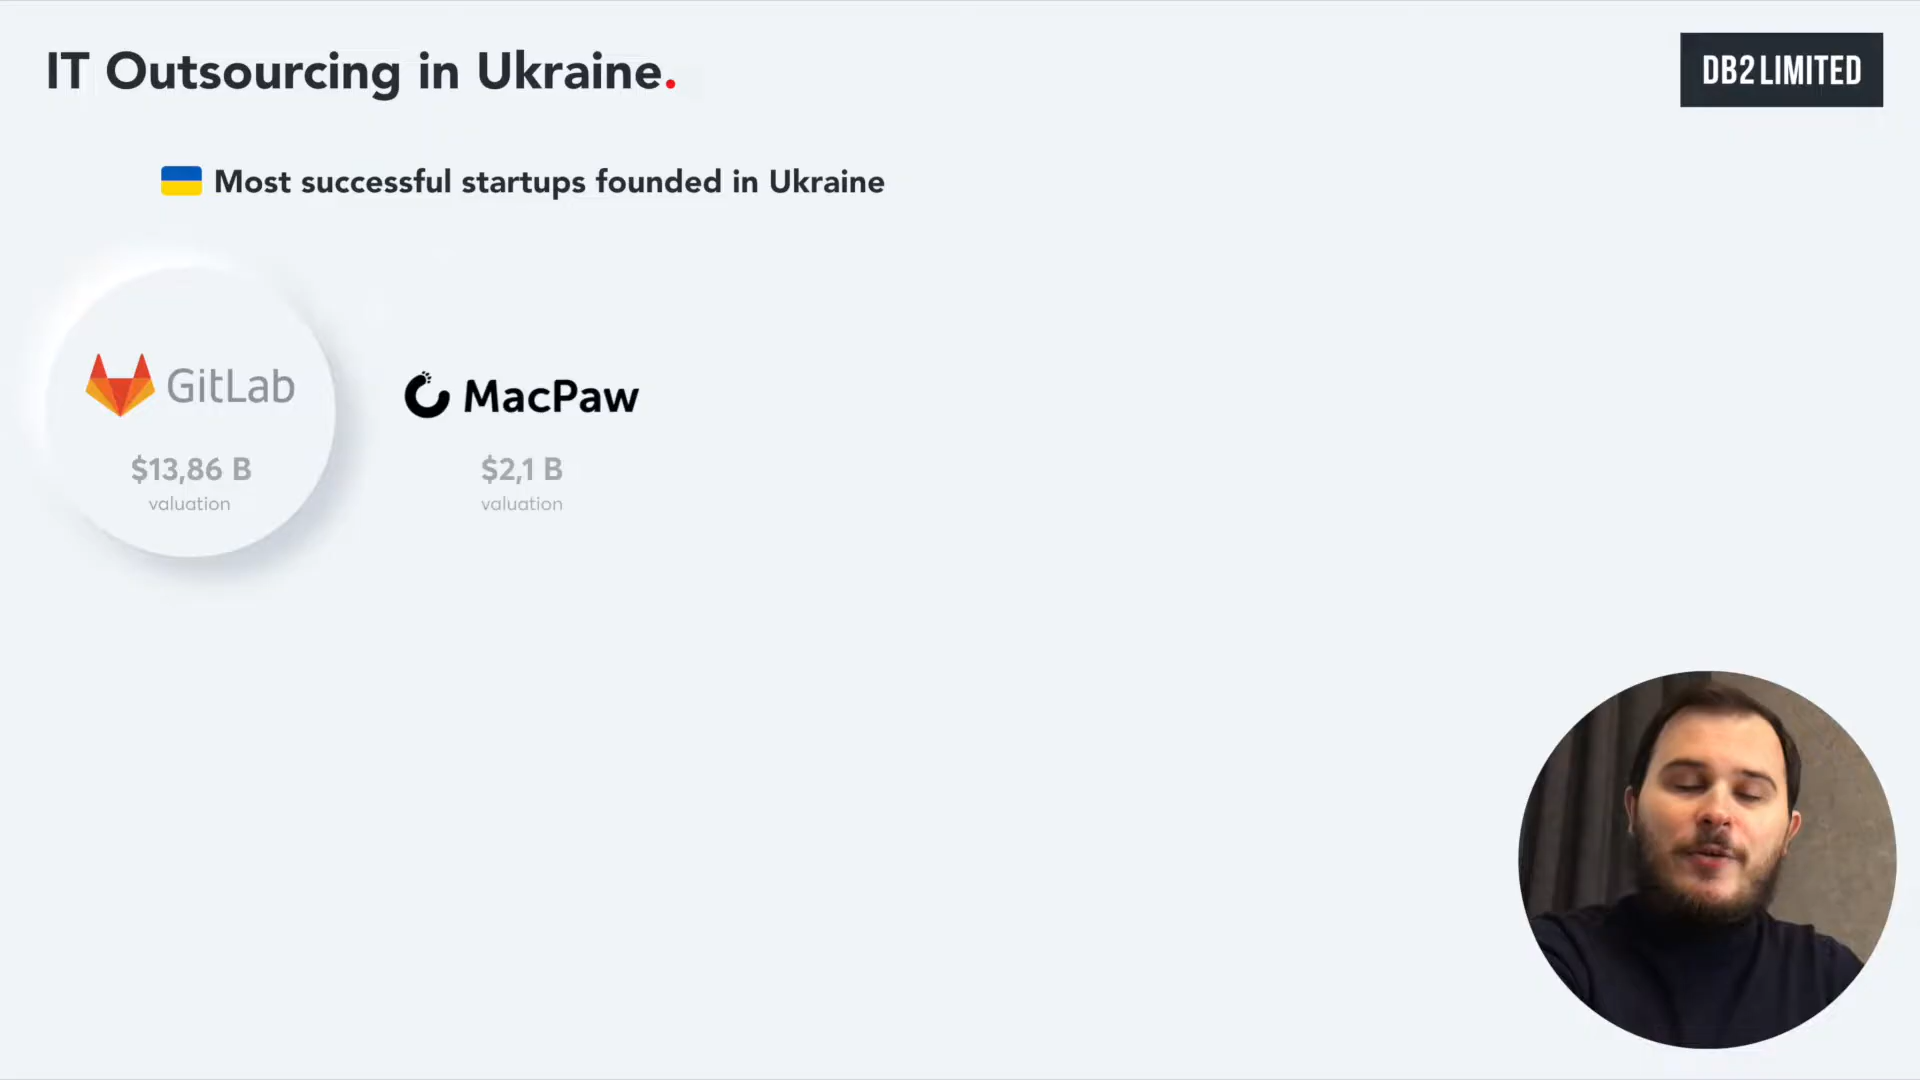 IT Outsourcing in Ukraine.
DB2 LIMITED
Most successful startups founded in Ukraine
GitLab
$13,86 B
valuation
MacPaw
$2,1 B
valuation